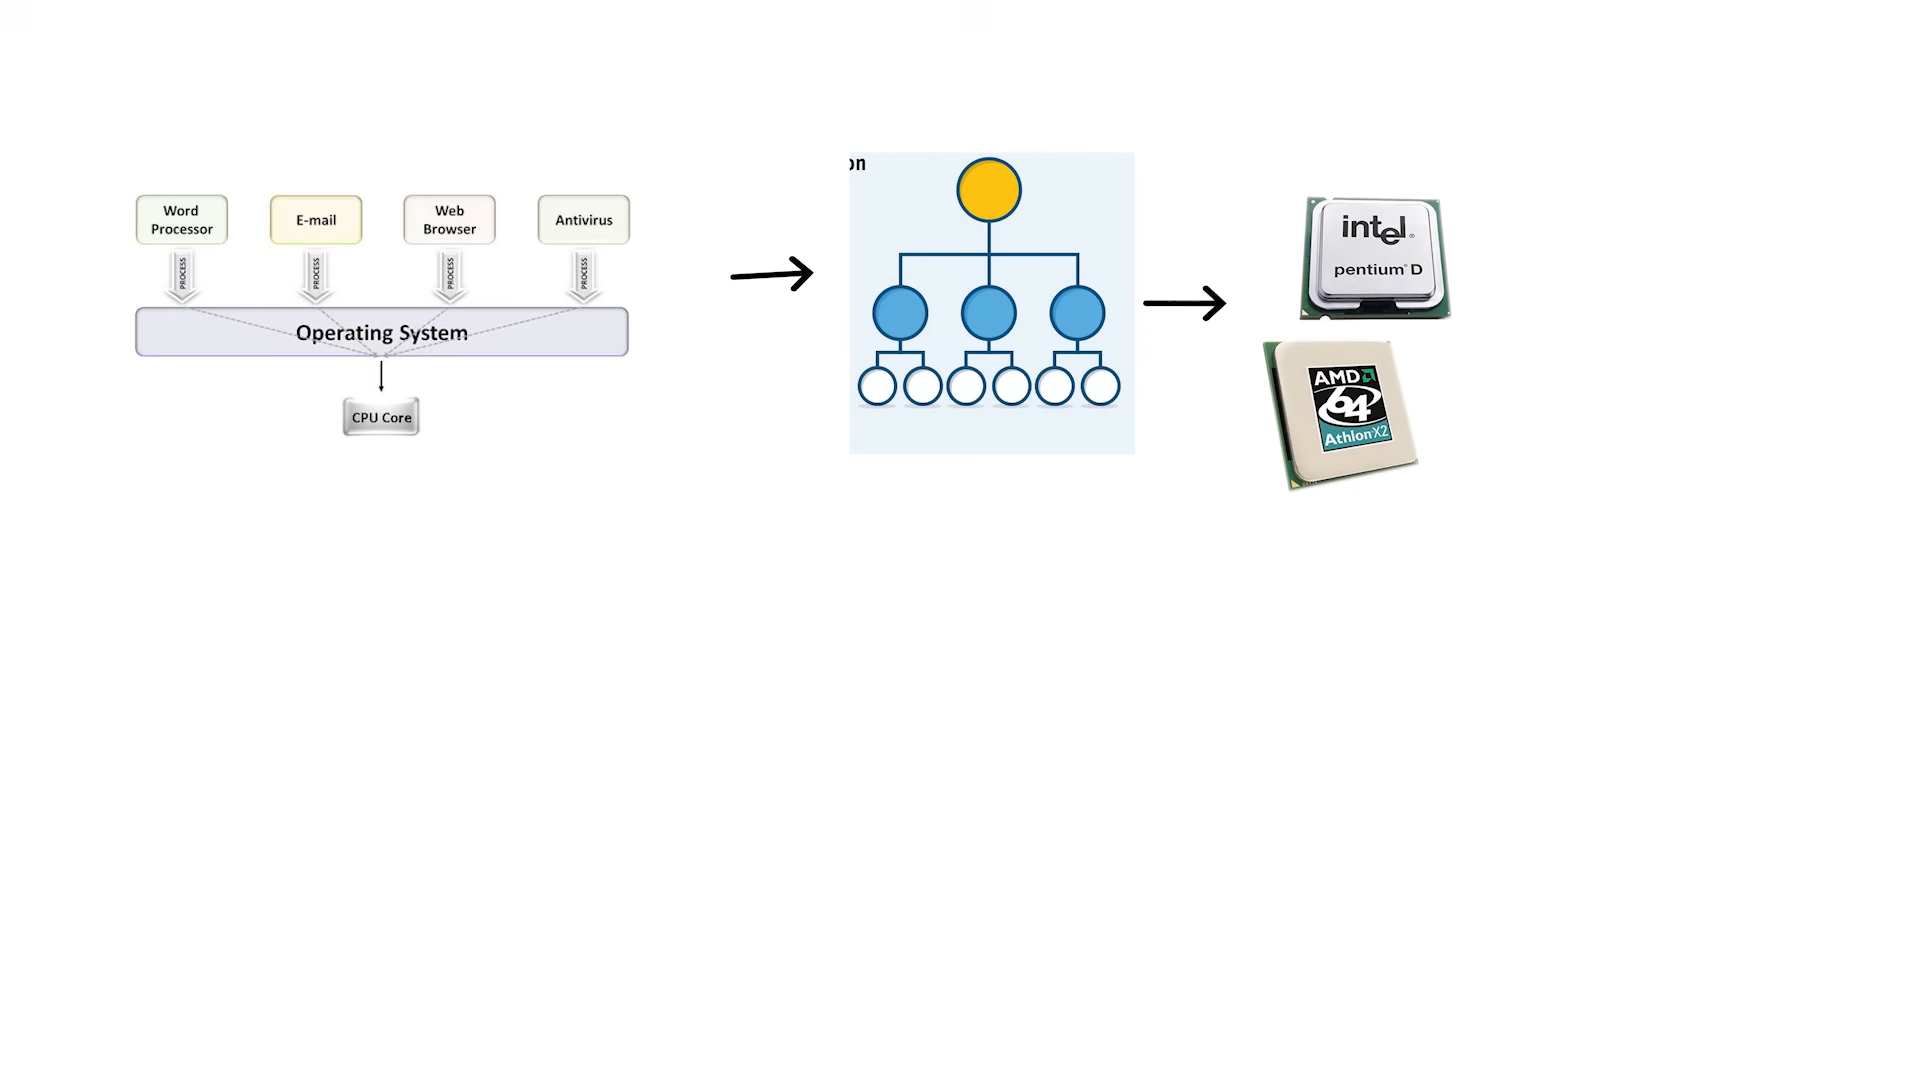 Word
Processor
E-mail
Web
Browser
Antivirus
PROCESS
PROCESS
PROCESS
PROCESS
Operating System
CPU Core
on
intel
pentium® D
AMD
64
Athlon X2